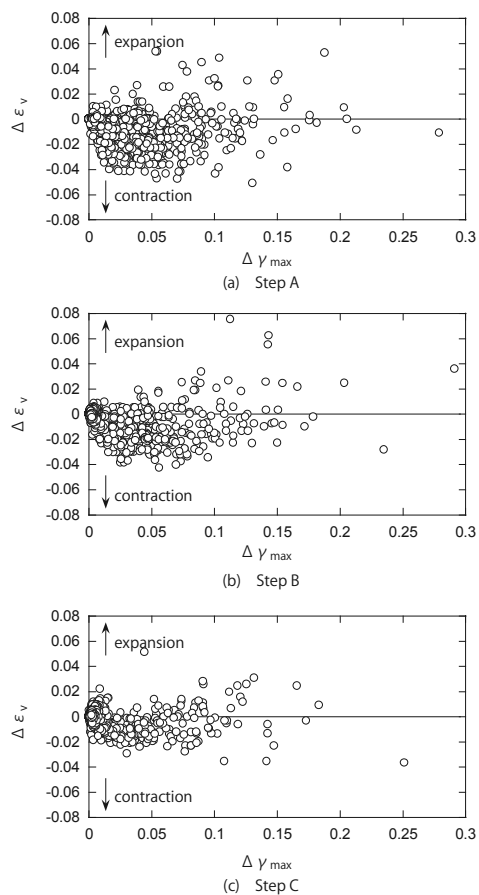 0.08
0.06
0.04
0.02
0
-0.02
-0.04
-0.06
0.08
Δ ε v
expansion
contraction
0 0.05 0.1 0.15 0.2 0.25 0.3
Δ γ max
(a) Step A
0.08
0.06
0.04
0.02
0
-0.02
-0.04
-0.06
-0.08
Δ ε v
expansion
contraction
0 0.05 0.1 0.15 0.2 0.25 0.3
Δ γ max
(b) Step B
0.08
0.06
0.04
0.02
0
-0.02
-0.04
-0.06
-0.08
Δ ε v
expansion
contraction
0 0.05 0.1 0.15 0.2 0.25 0.3
Δ γ max
(c) Step C